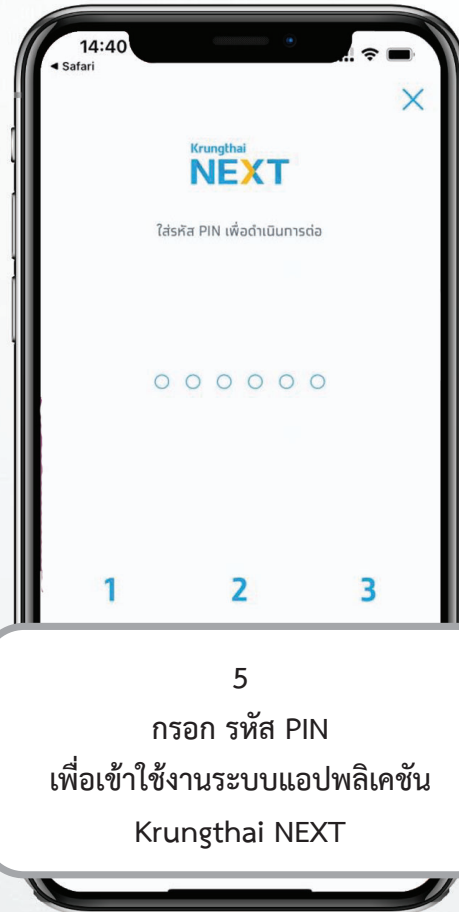 14:40
◀ Safari
Krungthai
NEXT
ใส่รหัส PIN เพื่อดำเนินการต่อ
1 2 3
5
กรอก รหัส PIN
เพื่อเข้าใช้งานระบบแอปพลิเคชัน
Krungthai NEXT